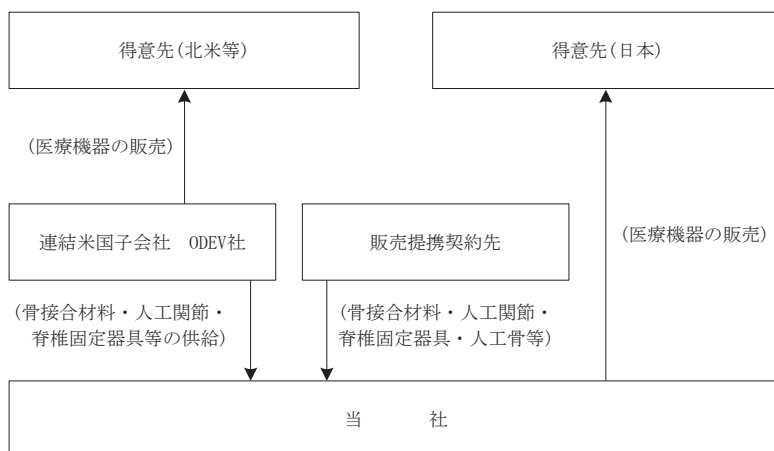 得意先(北米等)
得意先(日本)
(医療機器の販売)
連結米国子会社　ODEV社
販売提携契約先
(医療機器の販売)
(骨接合材料・人工関節・
脊椎固定器具等の供給)
(骨接合材料・人工関節・
脊椎固定器具・人工骨等)
当　　　社